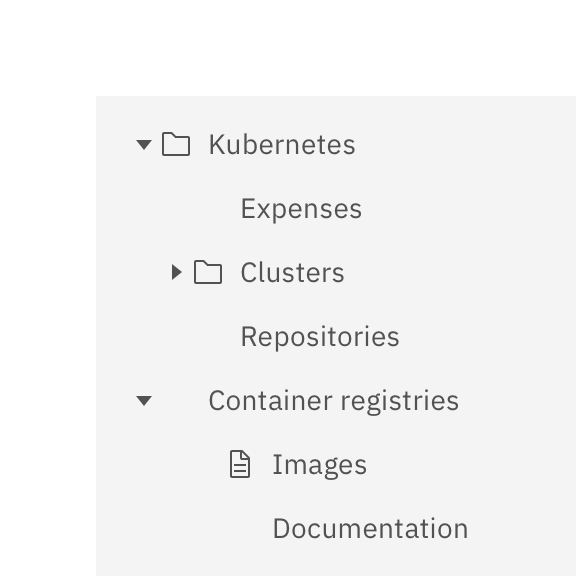 Kubernetes
Expenses
Clusters
Repositories
Container registries
Images
Documentation